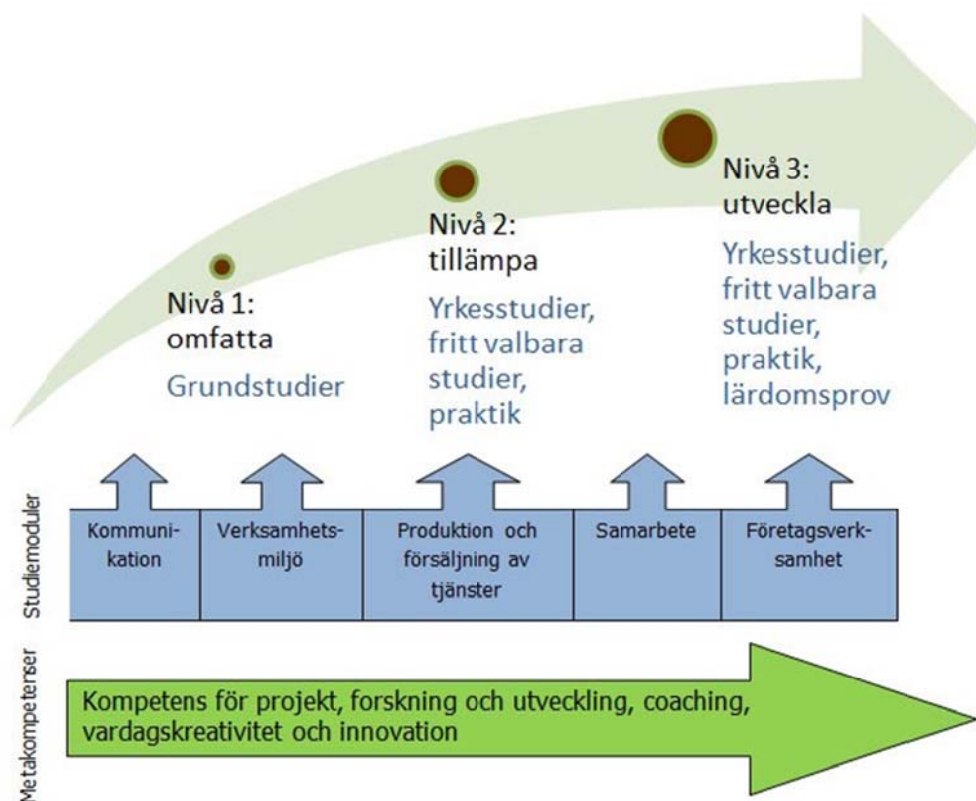 Nivå 1:
omfatta
Grundstudier
Nivå 2:
tillämpa
Yrkesstudier,
fritt valbara
studier,
praktik
Nivå 3:
utveckla
Yrkesstudier,
fritt valbara
studier,
praktik,
lärdomsprov
Studiemoduler
Kommuni-
kation
Verksamhets-
miljö
Produktion och
försäljning av
tjänster
Samarbete
Företagsverk-
samhet
Metakompetenser
Kompetens för projekt, forskning och utveckling, coaching,
vardagskreativitet och innovation